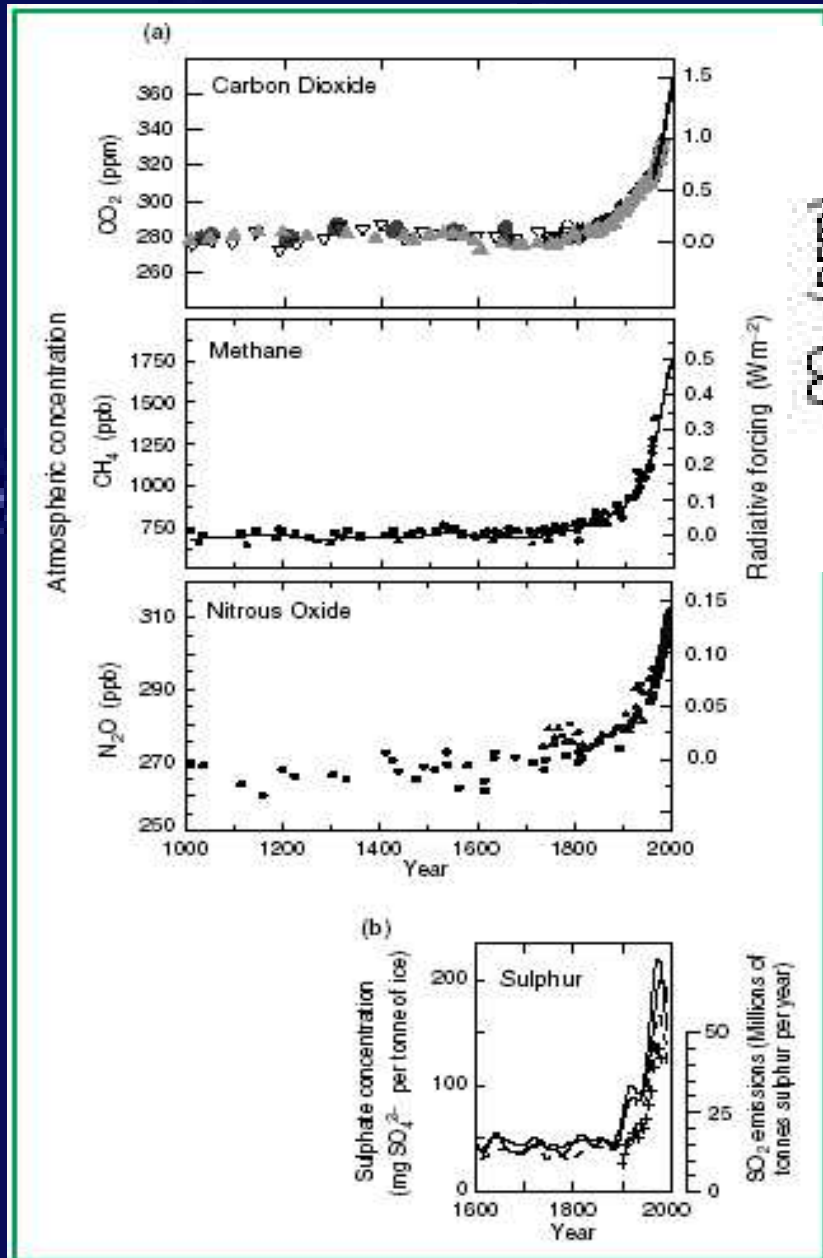 (a)
Carbon Dioxide
CO₂ (ppm)
360
340
320
300
280
260
1.5
1.0
0.5
0.0
Methane
CH₄ (ppb)
1750
1500
1250
1000
750
0.5
0.4
0.3
0.2
0.1
0.0
Atmospheric concentration
Radiative forcing (Wm⁻²)
Nitrous Oxide
N₂O (ppb)
310
290
270
250
0.15
0.10
0.05
0.0
1000 1200 1400 1600 1800 2000
Year
(b)
Sulphur
Sulphate concentration
(mg SO₄²⁻ per tonne of ice)
200
100
0
50
25
0
SO₂ emissions (Millions of
tonnes sulphur per year)
1600 1800 2000
Year